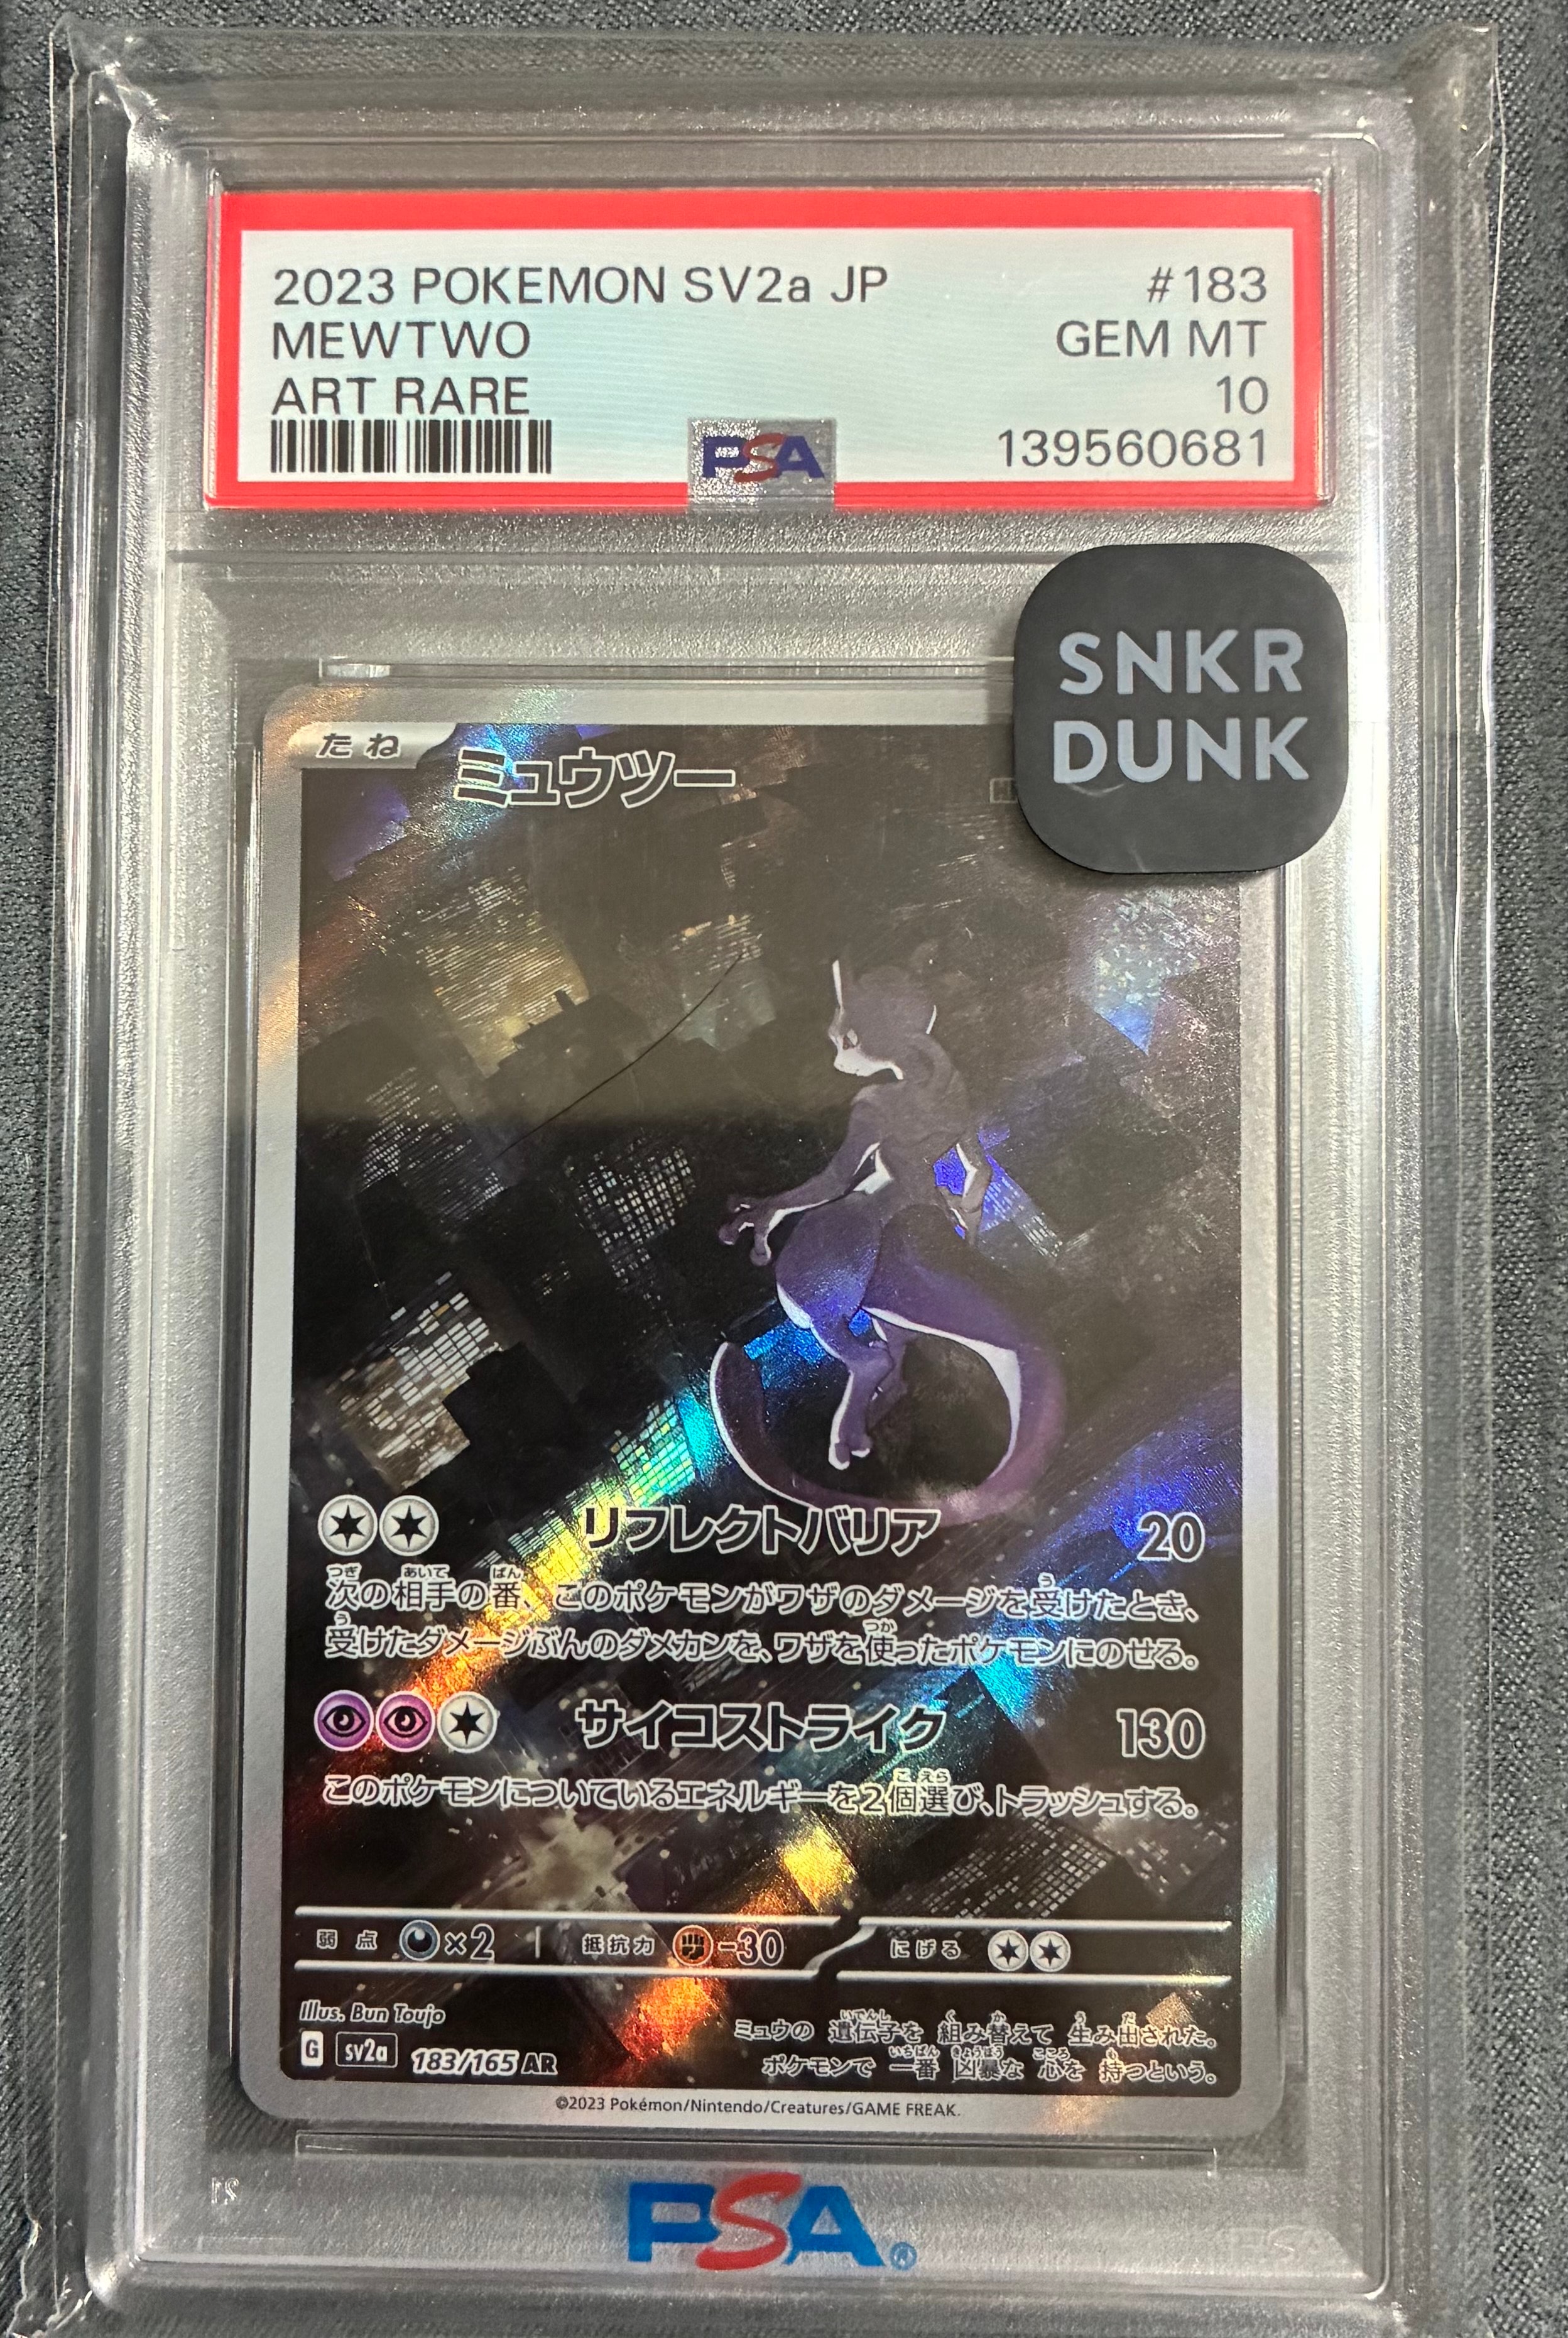 2023 POKEMON SV2a JP #183
MEWTWO GEM MT
ART RARE 10
PSA 139560681
SNKR
DUNK
たね ミュウツー
リフレクトバリア 20
次の相手の番、このポケモンがワザのダメージを受けたとき、
受けたダメージぶんのダメカンを、ワザを使ったポケモンにのせる。
サイコストライク 130
このポケモンについているエネルギーを2個選び、トラッシュする。
弱点 ×2 抵抗力 -30 にげる
Illus. Bun Toujo
ミュウの 遺伝子を 組み替えて 生み出された。
G sv2a 183/165 AR
ポケモンで 一番 凶暴な 心を 持つという。
©2023 Pokémon/Nintendo/Creatures/GAME FREAK.
PSA®